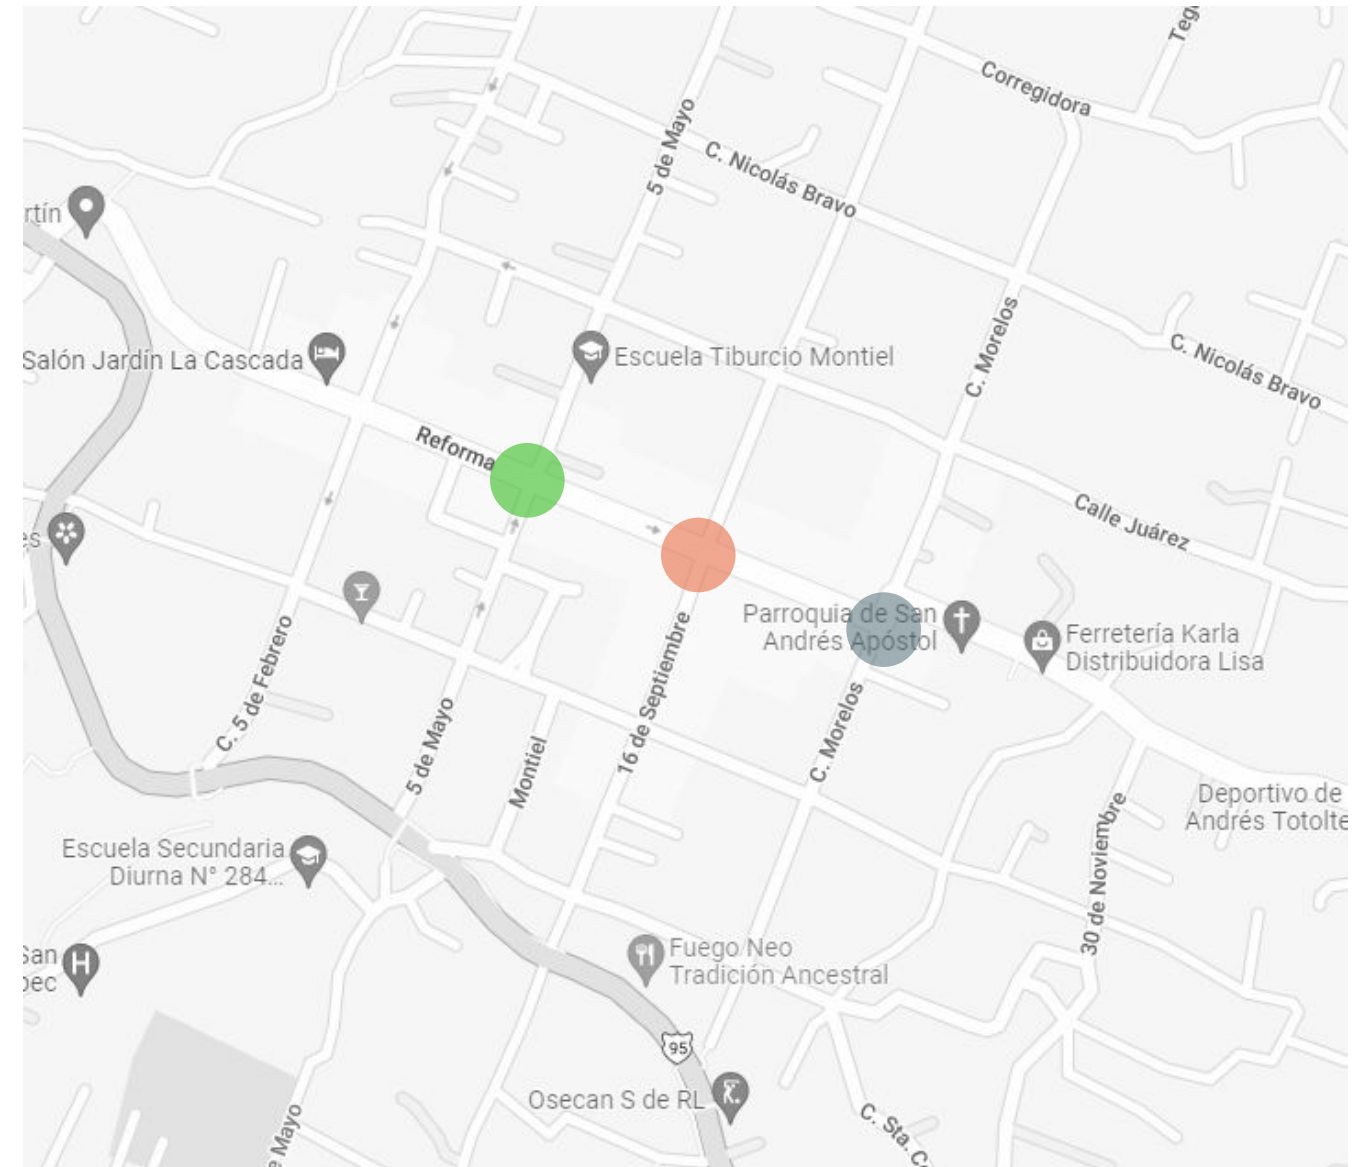 Corregidora
5 de Mayo
C. Nicolás Bravo
rtín
C. Morelos
C. Nicolás Bravo
Salón Jardín La Cascada
Escuela Tiburcio Montiel
Reforma
Calle Juárez
es
Parroquia de San
Andrés Apóstol
Ferretería Karla
Distribuidora Lisa
C. 5 de Febrero
16 de Septiembre
5 de Mayo
Montiel
C. Morelos
Deportivo de
Andrés Totolte
30 de Noviembre
Escuela Secundaria
Diurna N° 284...
San
pec
H
Fuego Neo
Tradición Ancestral
95
Osecan S de RL
C. Sta. C
e Mayo